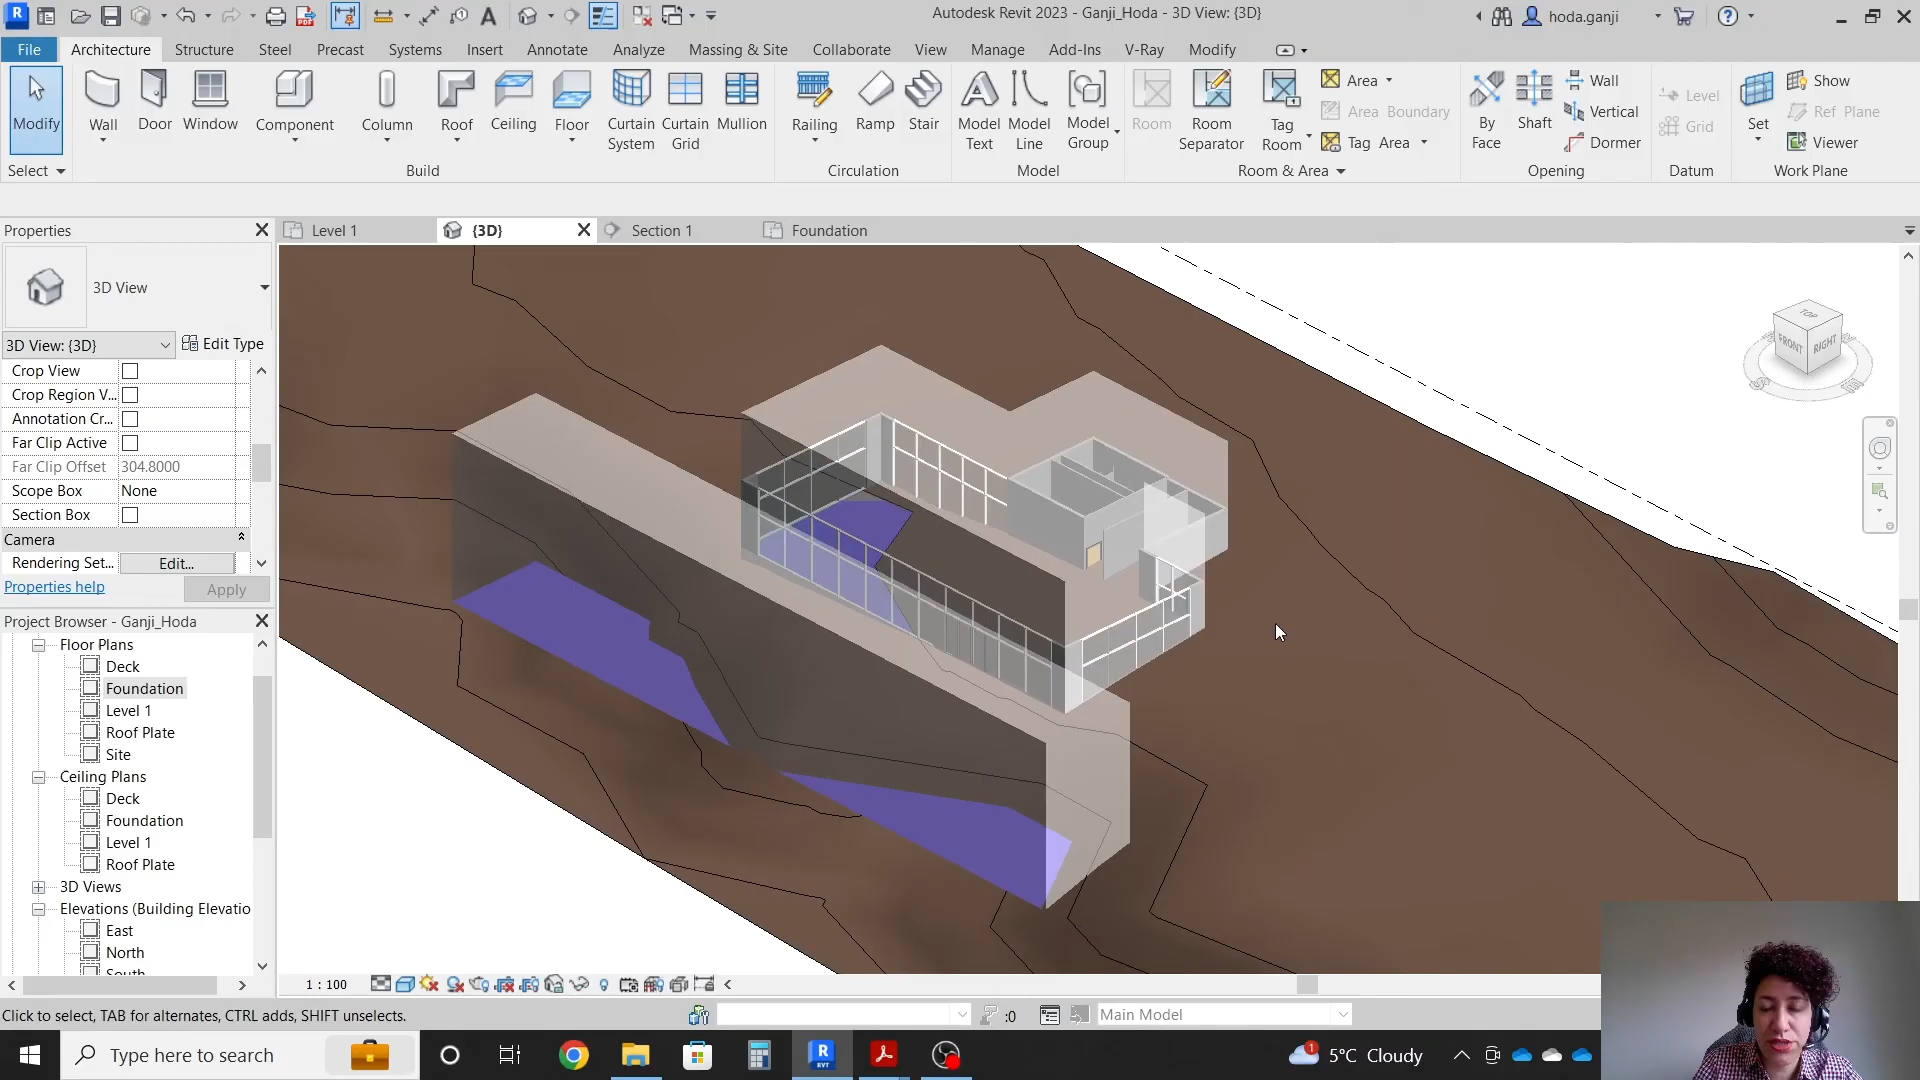 Autodesk Revit 2023 - Ganji_Hoda - 3D View: {3D}
hoda.ganji
File Architecture Structure Steel Precast Systems Insert Annotate Analyze Massing & Site Collaborate View Manage Add-Ins V-Ray Modify
Modify
Wall
Door
Window
Component
Column
Roof
Ceiling
Floor
Curtain System
Curtain Grid
Mullion
Railing
Ramp
Stair
Model Text
Model Line
Model Group
Room
Room Separator
Tag Room
Area
Area Boundary
Tag Area
By Face
Shaft
Wall
Vertical
Dormer
Level
Grid
Set
Show
Ref Plane
Viewer
Select
Build
Circulation
Model
Room & Area
Opening
Datum
Work Plane
Properties
Level 1
{3D}
Section 1
Foundation
3D View
3D View: {3D}
Edit Type
Crop View
Crop Region V...
Annotation Cr...
Far Clip Active
Far Clip Offset 304.8000
Scope Box None
Section Box
Camera
Rendering Set... Edit...
Properties help
Apply
Project Browser - Ganji_Hoda
Floor Plans
Deck
Foundation
Level 1
Roof Plate
Site
Ceiling Plans
Deck
Foundation
Level 1
Roof Plate
3D Views
Elevations (Building Elevatio
East
North
South
TOP
FRONT
RIGHT
S
E
1 : 100
Click to select, TAB for alternates, CTRL adds, SHIFT unselects.
:0
Main Model
Type here to search
R
RVT
1
5°C Cloudy